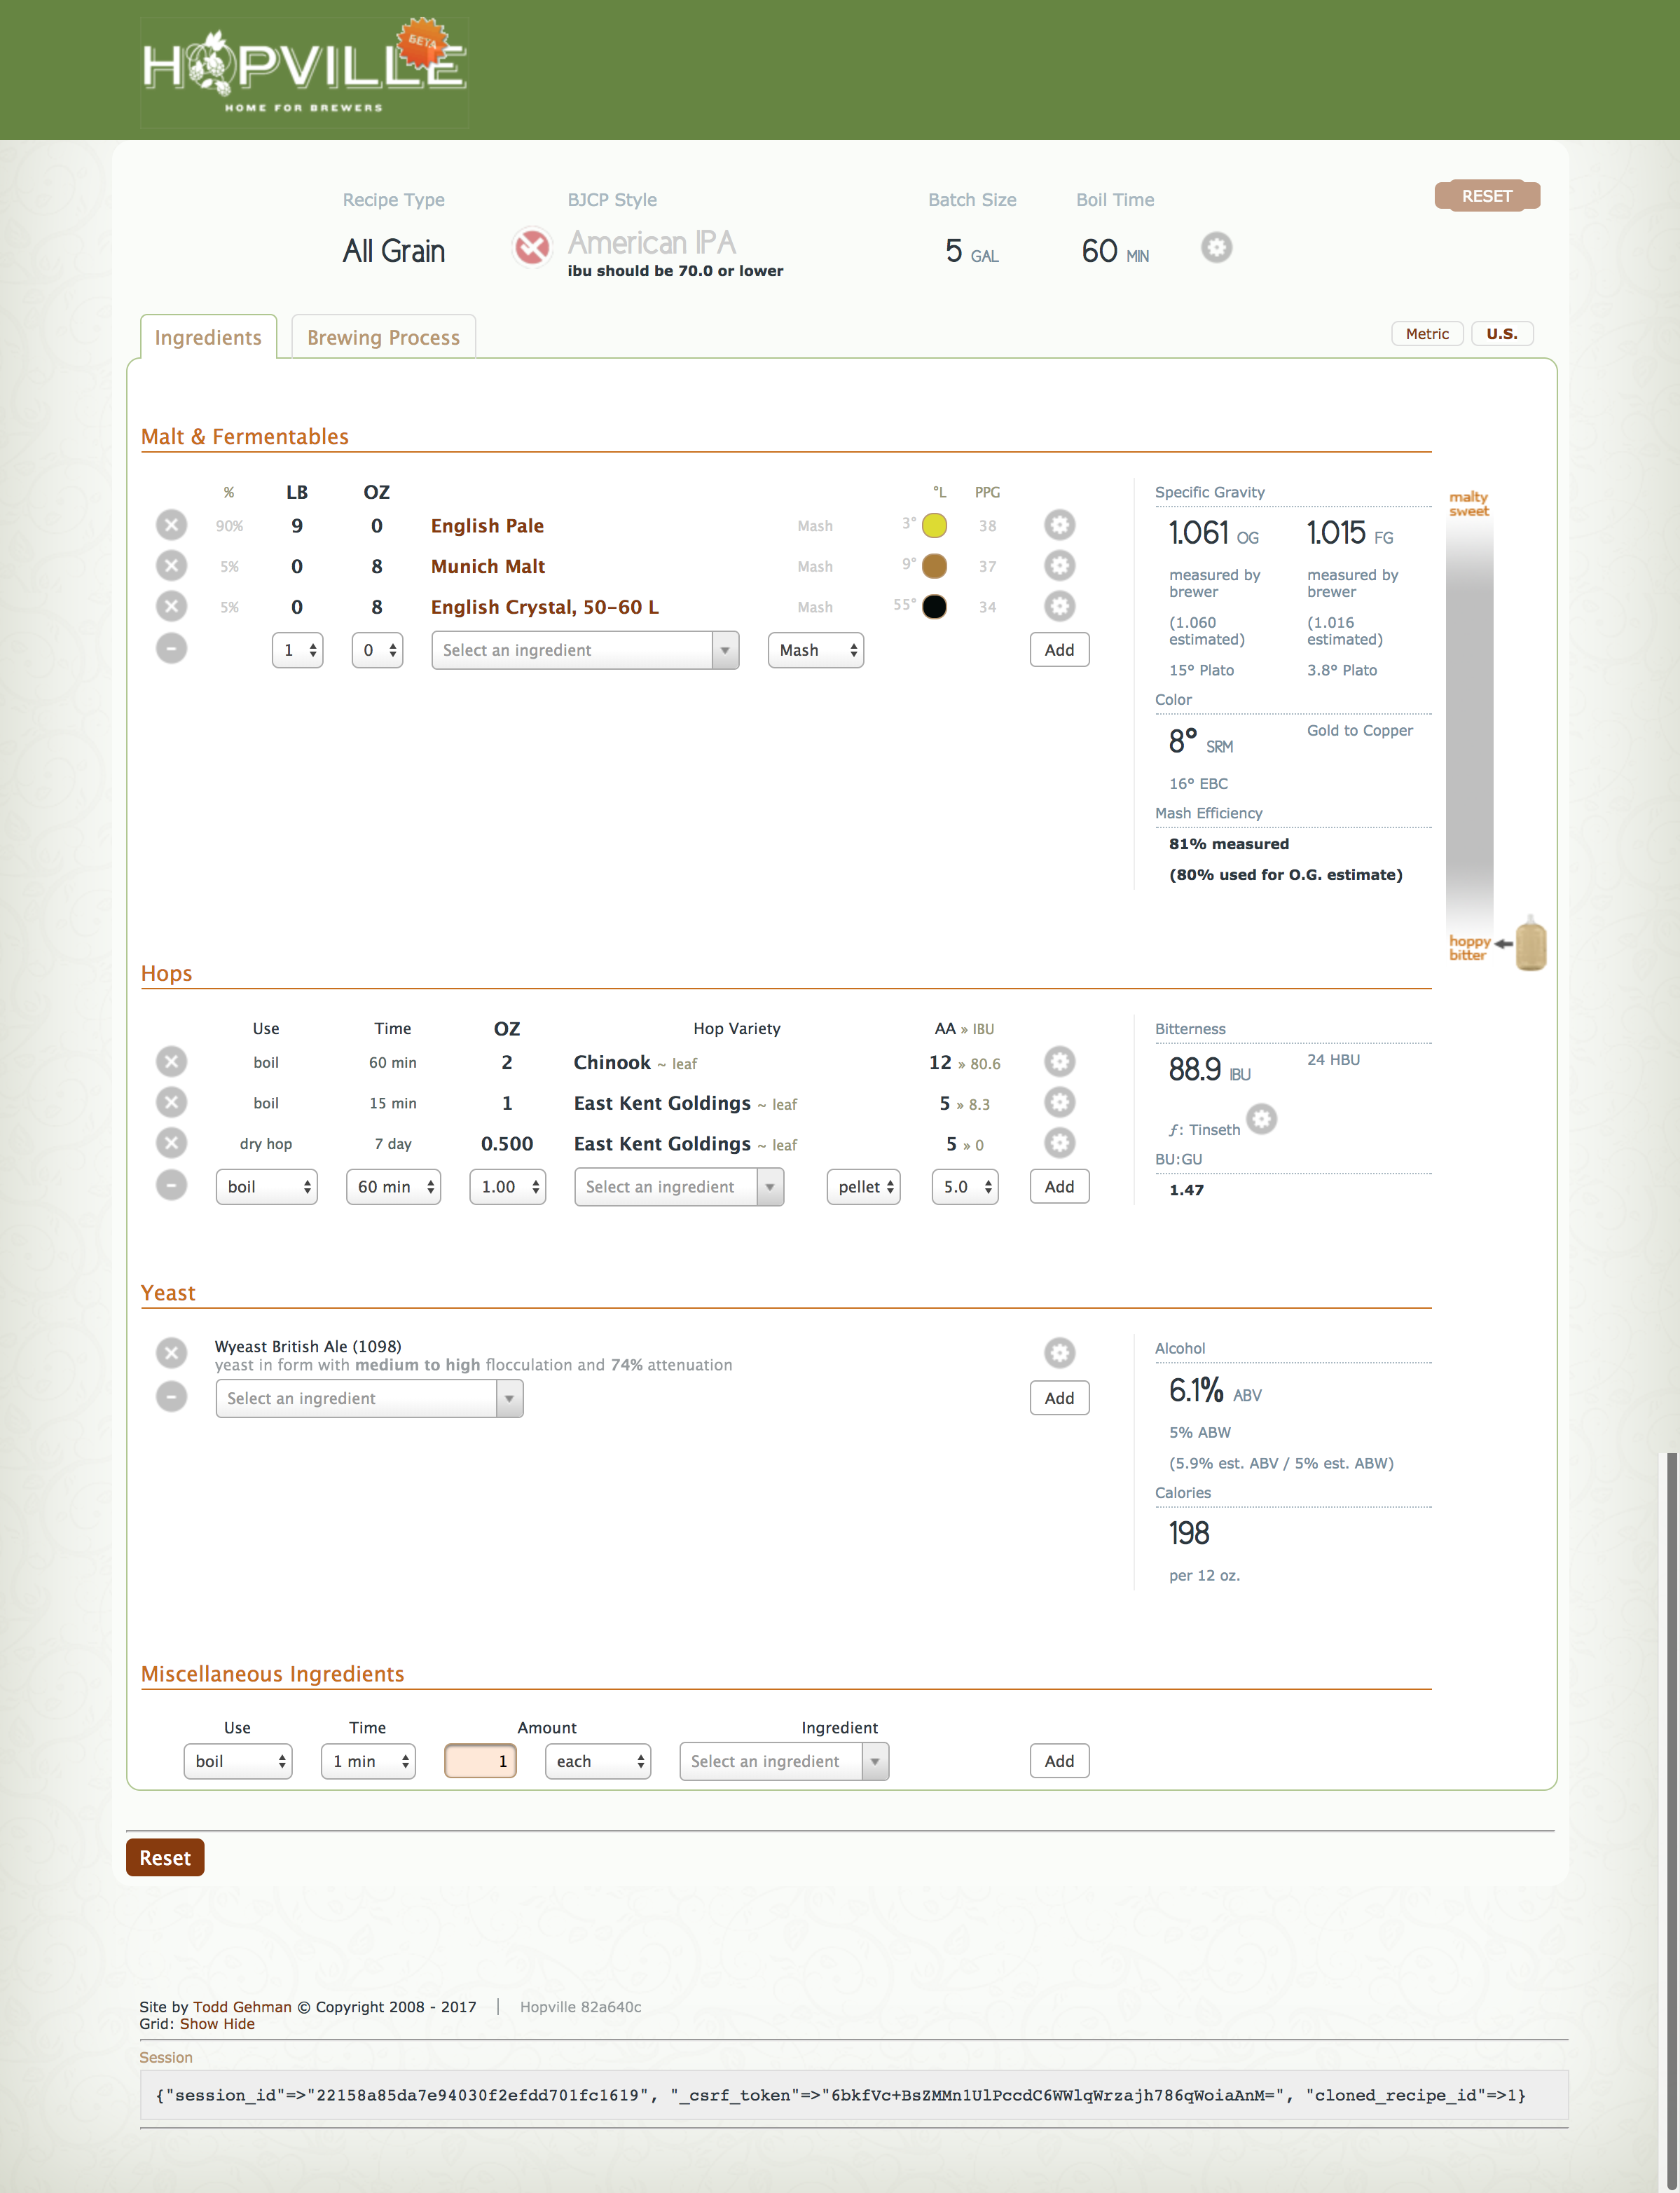 HOPVILLE
BETA
HOME FOR BREWERS
Recipe Type
BJCP Style
Batch Size
Boil Time
RESET
All Grain
American IPA
ibu should be 70.0 or lower
5 GAL
60 MIN
Ingredients
Brewing Process
Metric
U.S.
Malt & Fermentables
% LB OZ °L PPG
90% 9 0 English Pale Mash 3° 38
5% 0 8 Munich Malt Mash 9° 37
5% 0 8 English Crystal, 50-60 L Mash 55° 34
1 0 Select an ingredient Mash Add
Specific Gravity
1.061 OG 1.015 FG
measured by brewer
measured by brewer
(1.060 estimated)
(1.016 estimated)
15° Plato 3.8° Plato
Color
8° SRM Gold to Copper
16° EBC
Mash Efficiency
81% measured
(80% used for O.G. estimate)
malty
sweet
hoppy
bitter
Hops
Use Time OZ Hop Variety AA » IBU
boil 60 min 2 Chinook ~ leaf 12 » 80.6
boil 15 min 1 East Kent Goldings ~ leaf 5 » 8.3
dry hop 7 day 0.500 East Kent Goldings ~ leaf 5 » 0
boil 60 min 1.00 Select an ingredient pellet 5.0 Add
Bitterness
88.9 IBU 24 HBU
ƒ: Tinseth
BU:GU
1.47
Yeast
Wyeast British Ale (1098)
yeast in form with medium to high flocculation and 74% attenuation
Select an ingredient Add
Alcohol
6.1% ABV
5% ABW
(5.9% est. ABV / 5% est. ABW)
Calories
198
per 12 oz.
Miscellaneous Ingredients
Use Time Amount Ingredient
boil 1 min 1 each Select an ingredient Add
Reset
Site by Todd Gehman © Copyright 2008 - 2017 | Hopville 82a640c
Grid: Show Hide
Session
{"session_id"=>"22158a85da7e94030f2efdd701fc1619", "_csrf_token"=>"6bkfVc+BsZMMn1UlPccdC6WWlqWrzajh786qWoiaAnM=", "cloned_recipe_id"=>1}